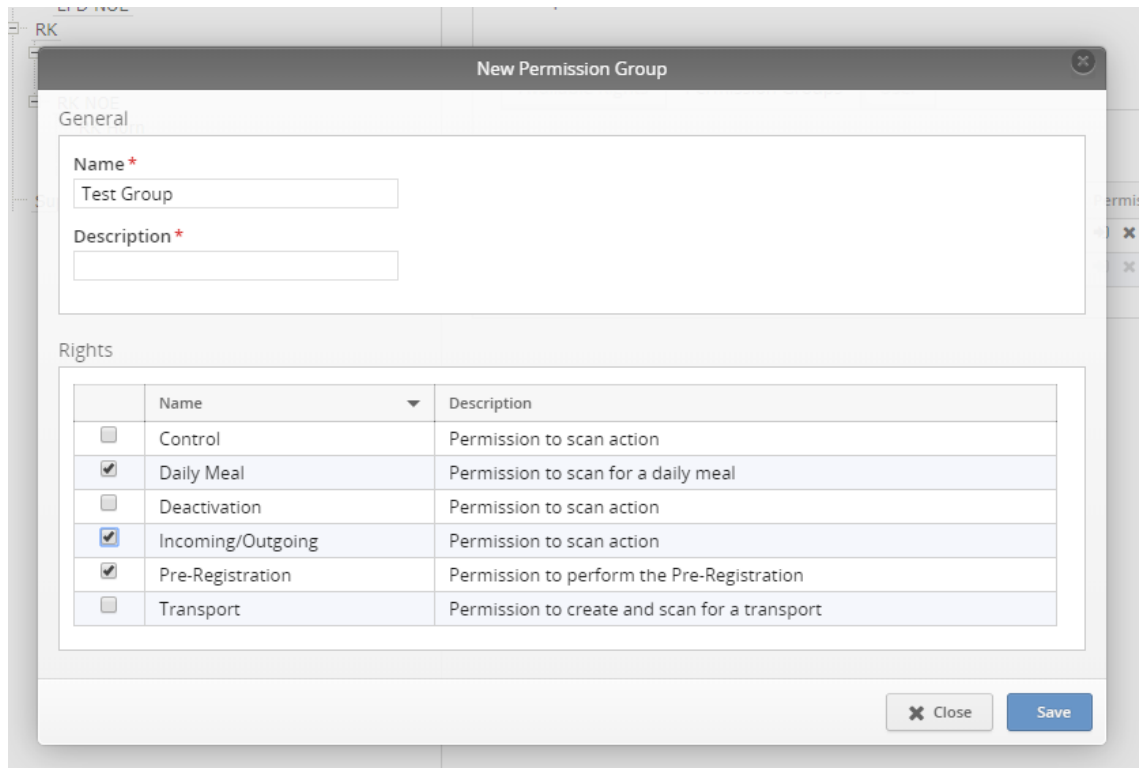 RK
New Permission Group
RK NOE
General
Name *
Test Group
Description *
Rights
Name Description
Control Permission to scan action
Daily Meal Permission to scan for a daily meal
Deactivation Permission to scan action
Incoming/Outgoing Permission to scan action
Pre-Registration Permission to perform the Pre-Registration
Transport Permission to create and scan for a transport
Close Save